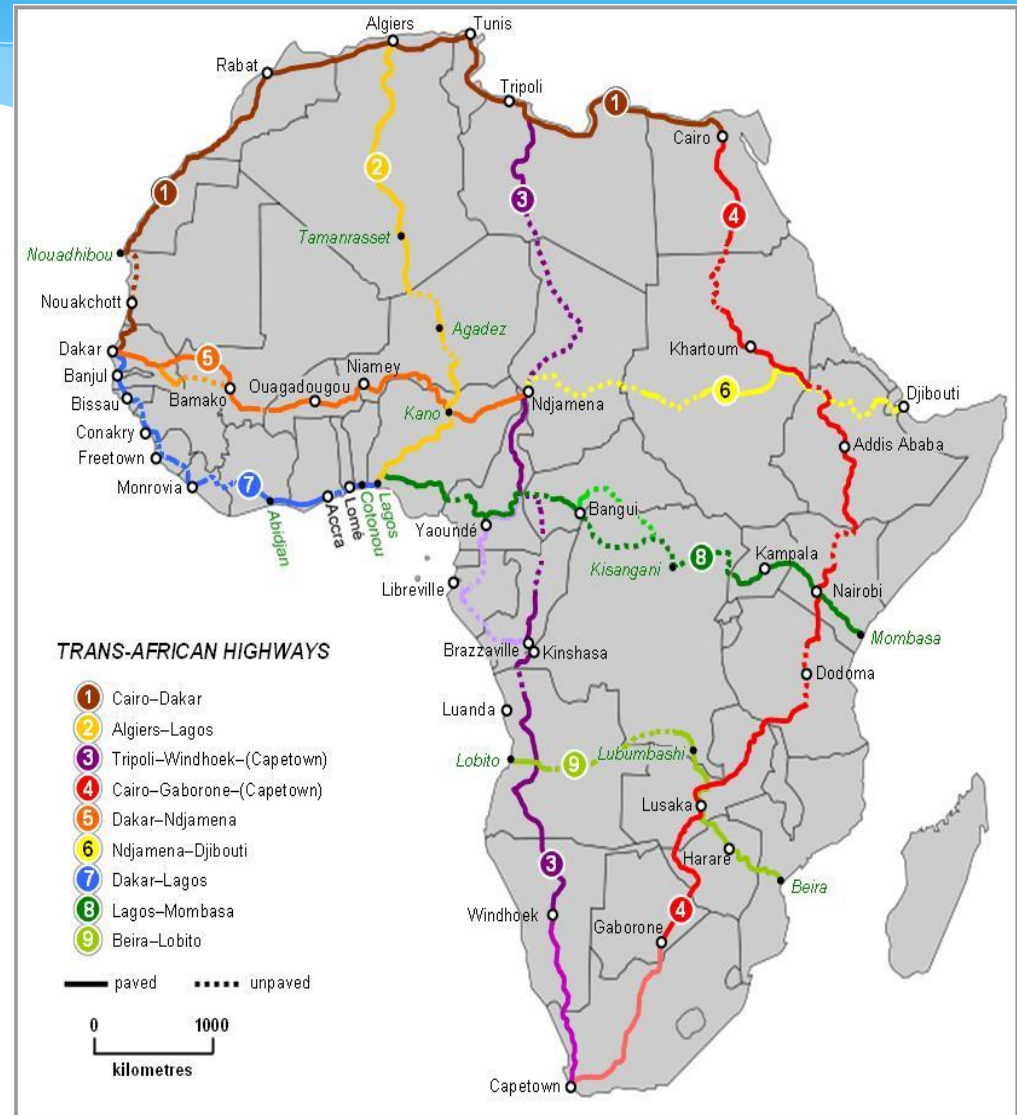 Algiers
Tunis
Rabat
Tripoli
1
Cairo
2
3
4
1
Tamanrasset
Nouadhibou
Nouakchott
Agadez
Dakar
Khartoum
5
Niamey
Banjul
Ouagadougou
Bamako
6
Djibouti
Bissau
Ndjamena
Kano
Conakry
Addis Ababa
Freetown
Monrovia
7
Abidjan
Accra
Lomé
Cotonou
Lagos
Yaoundé
Bangui
8
Kampala
Kisangani
Libreville
Nairobi
Mombasa
Brazzaville
Kinshasa
Dodoma
Luanda
Lobito
9
Lubumbashi
Lusaka
Harare
3
Beira
Windhoek
4
Gaborone
Capetown
TRANS-AFRICAN HIGHWAYS
1 Cairo–Dakar
2 Algiers–Lagos
3 Tripoli–Windhoek–(Capetown)
4 Cairo–Gaborone–(Capetown)
5 Dakar–Ndjamena
6 Ndjamena–Djibouti
7 Dakar–Lagos
8 Lagos–Mombasa
9 Beira–Lobito
paved unpaved
0 1000
kilometres